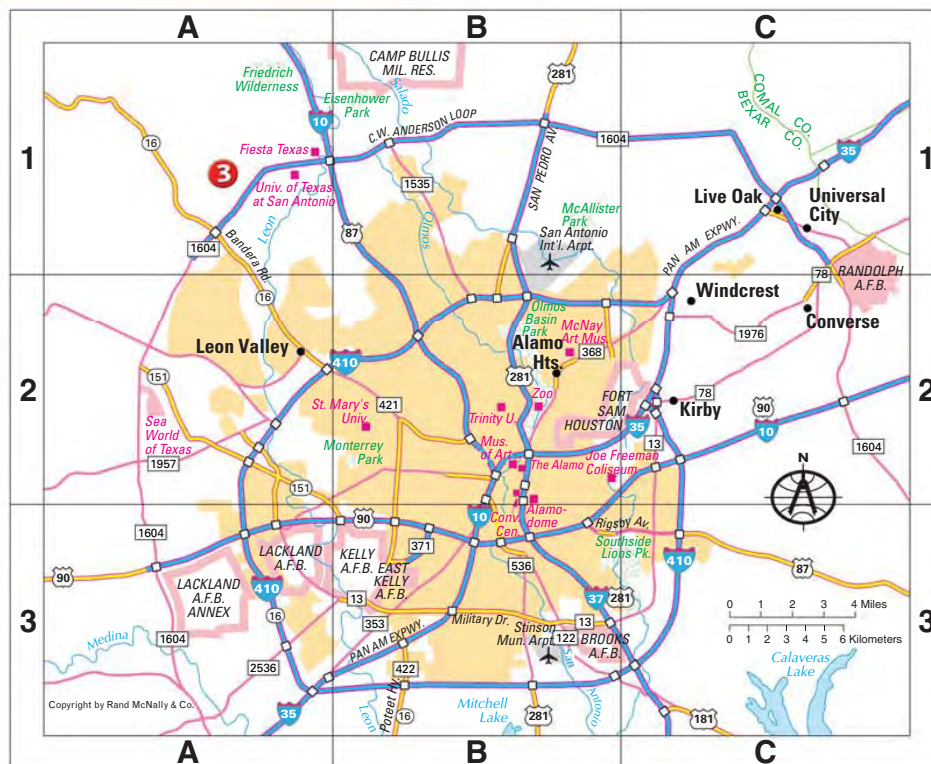 A
B
C
CAMP BULLIS
MIL. RES.
281
Friedrich
Wilderness
Eisenhower
Park
Salado
COMAL CO.
BEXAR CO.
10
C.W. ANDERSON LOOP
16
1
Fiesta Texas
3
Univ. of Texas
at San Antonio
1535
SAN PEDRO AV.
1604
35
1
Leon
Olmos
McAllister
Park
San Antonio
Int'l. Arpt.
Live Oak
Universal
City
PAN AM EXPWY.
1604
Bandera Rd
87
78
RANDOLPH
A.F.B.
16
Windcrest
Olmos
Basin
Park
McNay
Art Mus.
Converse
1976
Leon Valley
410
Alamo
Hts.
368
2
151
281
421
St. Mary's
Univ.
Trinity U.
Zoo
FORT
SAM
HOUSTON
Kirby
78
90
2
Sea
World
of Texas
1957
Monterrey
Park
Mus.
of Art
The Alamo
35
13
10
Joe Freeman
Coliseum
1604
N
151
90
10
Conv.
Cen.
Alamo-
dome
Rigsby Av.
1604
LACKLAND
A.F.B.
KELLY
A.F.B.
371
EAST
KELLY
A.F.B.
536
Southside
Lions Pk.
410
90
LACKLAND
A.F.B.
ANNEX
410
87
37
281
13
3
16
353
Military Dr.
Stinson
Mun. Arpt.
13
122
BROOKS
A.F.B.
0 2 4 Miles
0 1 2 3 4 5 6 Kilometers
3
Medina
1604
2536
PAN AM EXPWY.
San
Antonio
Calaveras
Lake
422
Poteet Hy.
Copyright by Rand McNally & Co.
35
Leon
16
Mitchell
Lake
281
181
A
B
C